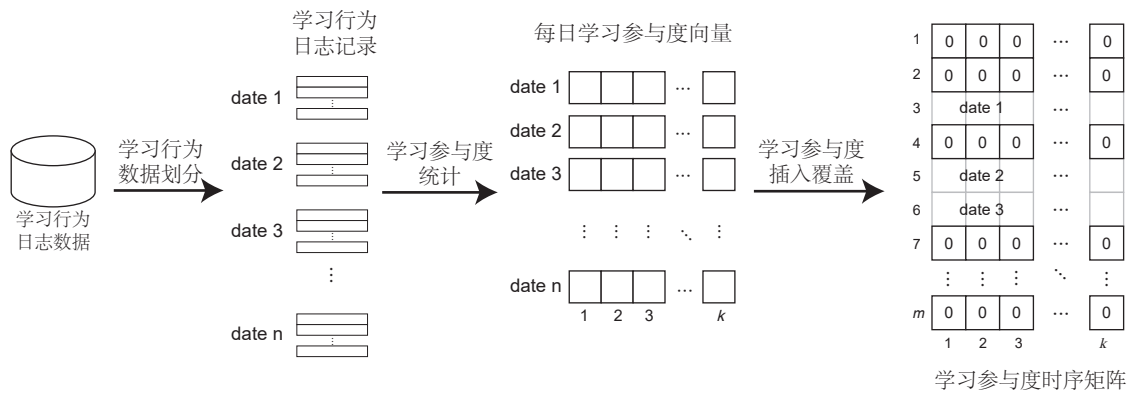 学习行为
日志数据
学习行为
数据划分
学习行为
日志记录
date 1
date 2
date 3
⋮
date n
学习参与度
统计
每日学习参与度向量
date 1 ...
date 2 ...
date 3 ...
⋮ ⋮ ⋮ ⋱ ⋮
date n ...
1 2 3 k
学习参与度
插入覆盖
1 0 0 0 ... 0
2 0 0 0 ... 0
3 date 1 ...
4 0 0 0 ... 0
5 date 2 ...
6 date 3 ...
7 0 0 0 ... 0
⋮ ⋮ ⋮ ⋱ ⋮
m 0 0 0 ... 0
1 2 3 k
学习参与度时序矩阵